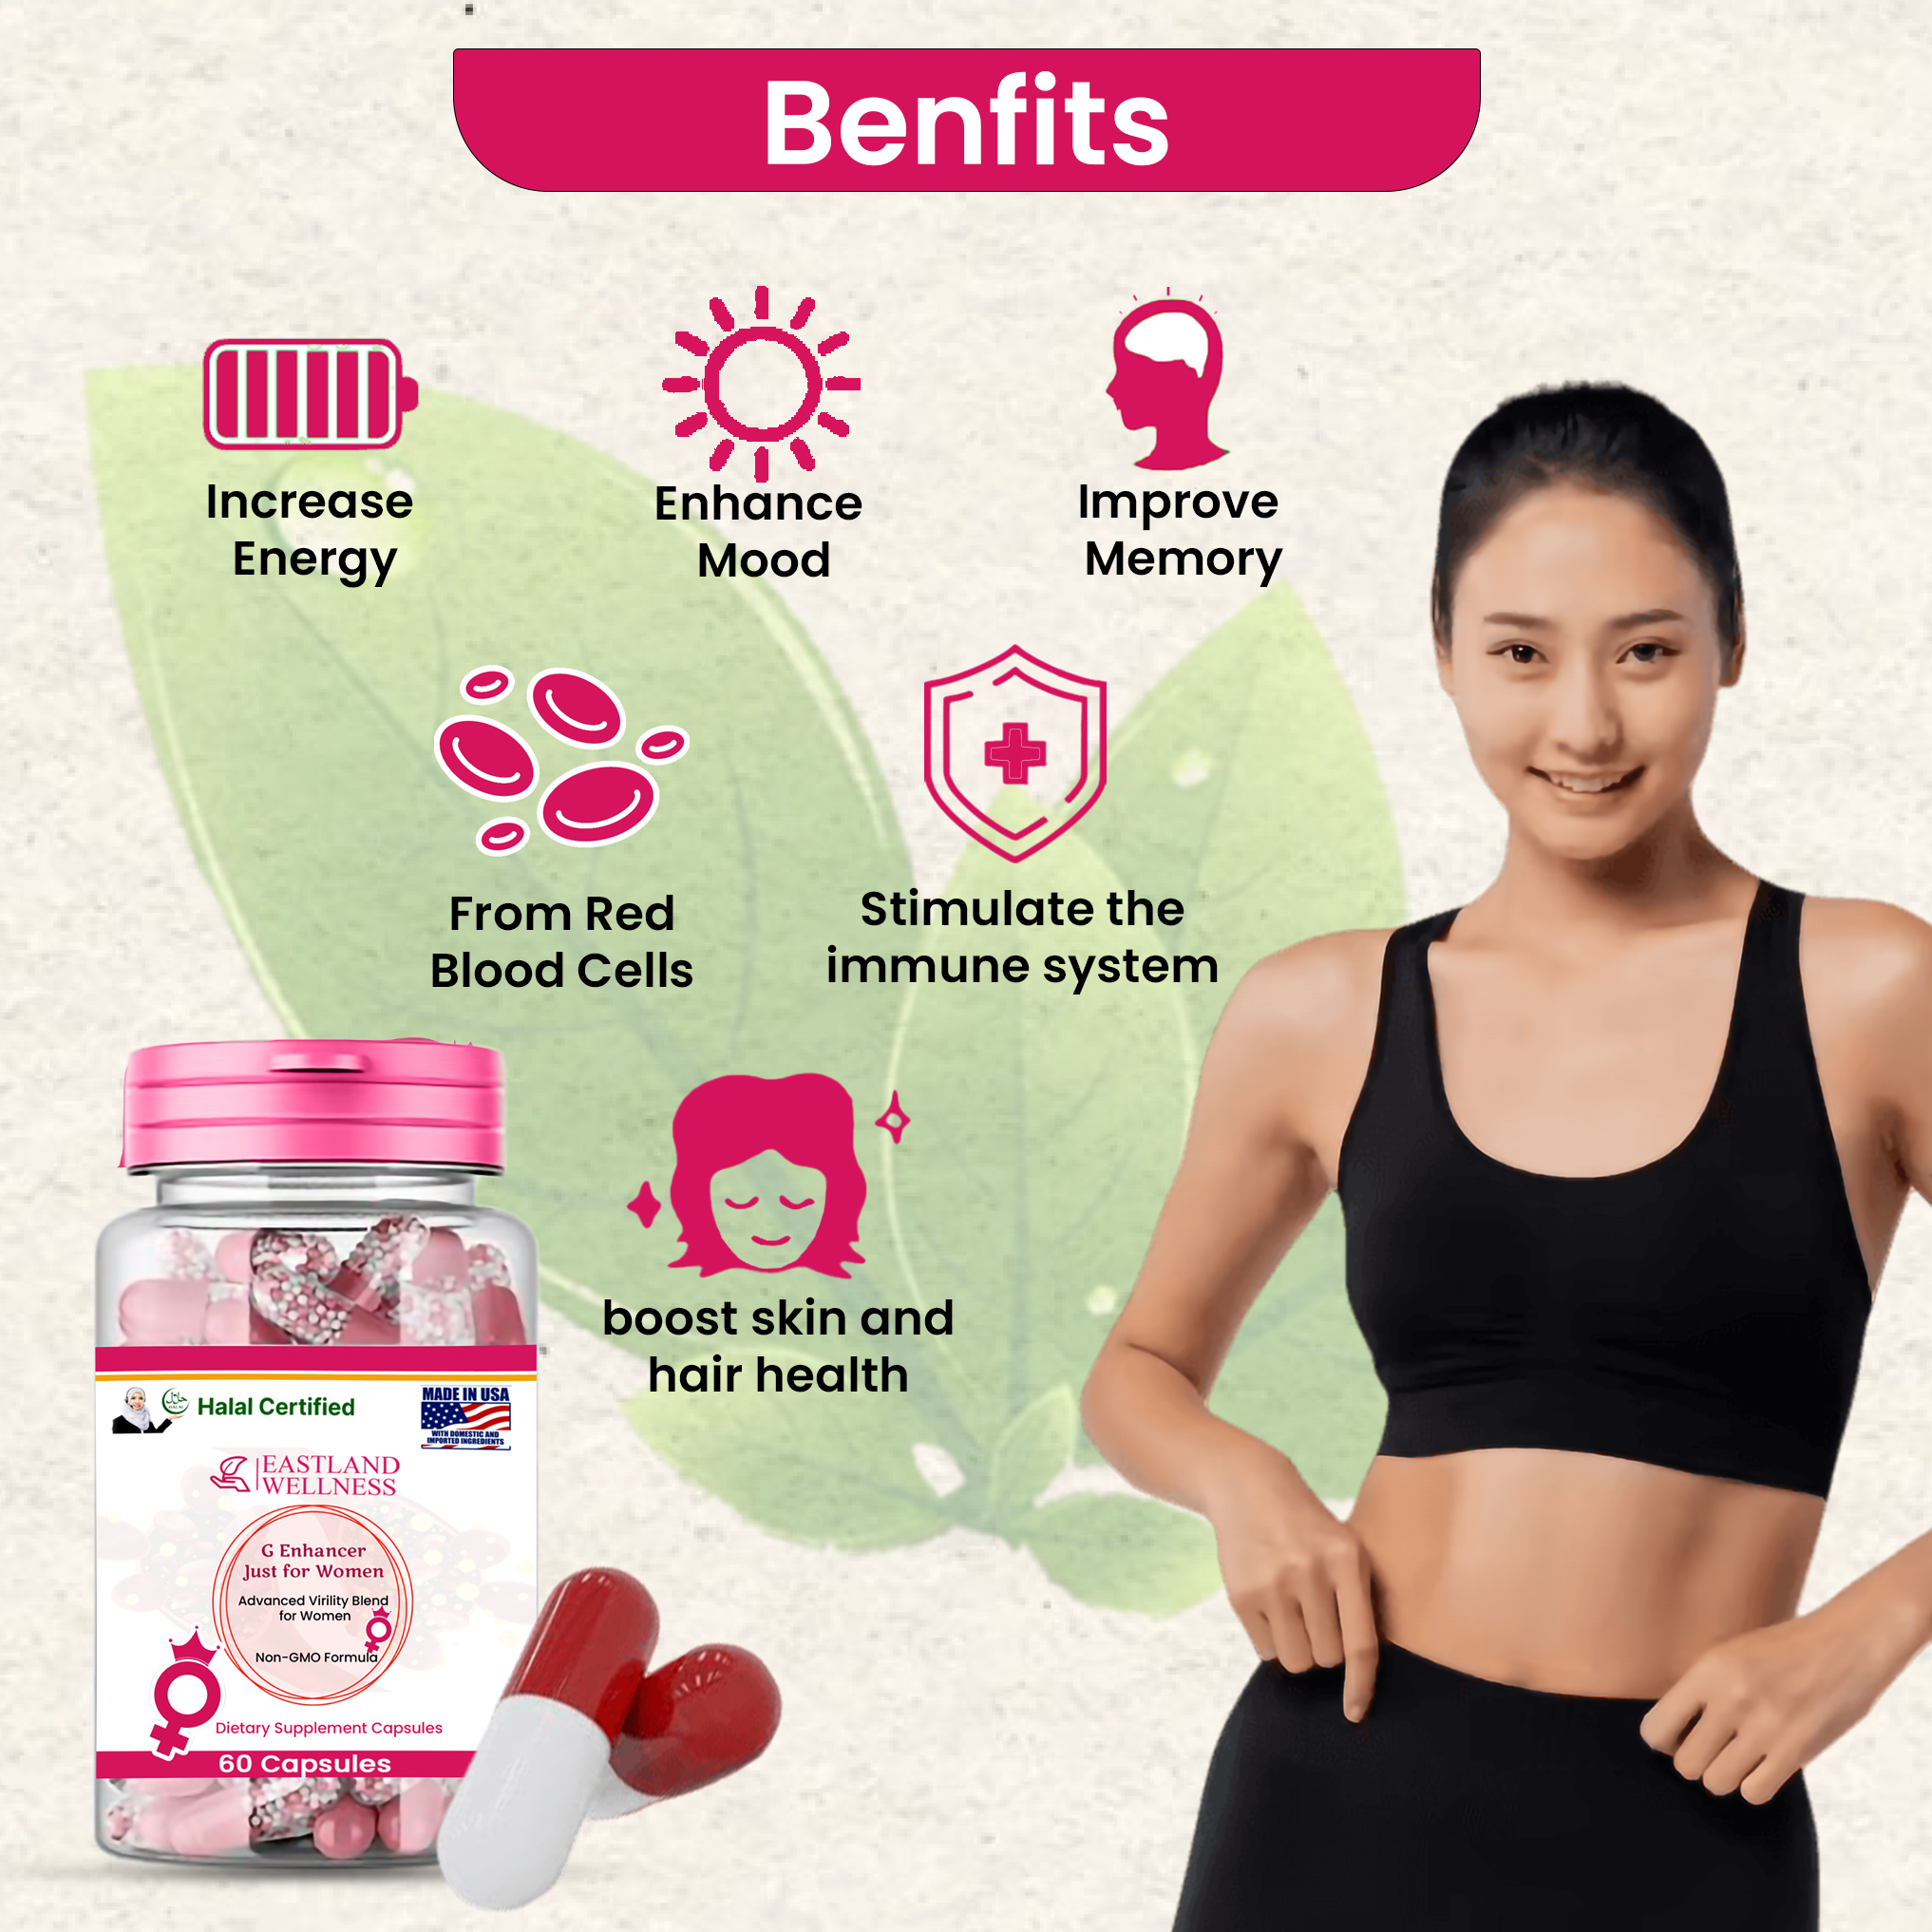 Benfits
Increase
Energy
Enhance
Mood
Improve
Memory
From Red
Blood Cells
Stimulate the
immune system
boost skin and
hair health
Halal Certified
MADE IN USA
WITH DOMESTIC AND
IMPORTED INGREDIENTS
EASTLAND
WELLNESS
G Enhancer
Just for Women
Advanced Virility Blend
for Women
Non-GMO Formula
Dietary Supplement Capsules
60 Capsules